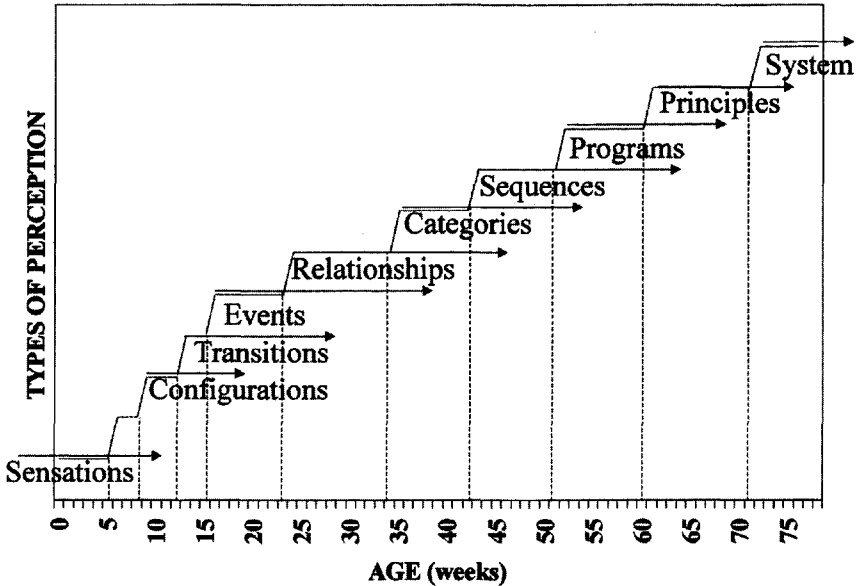 System
Principles
Programs
Sequences
Categories
Relationships
Events
Transitions
Configurations
Sensations
TYPES OF PERCEPTION
0 5 10 15 20 25 30 35 40 45 50 55 60 65 70 75
AGE (weeks)